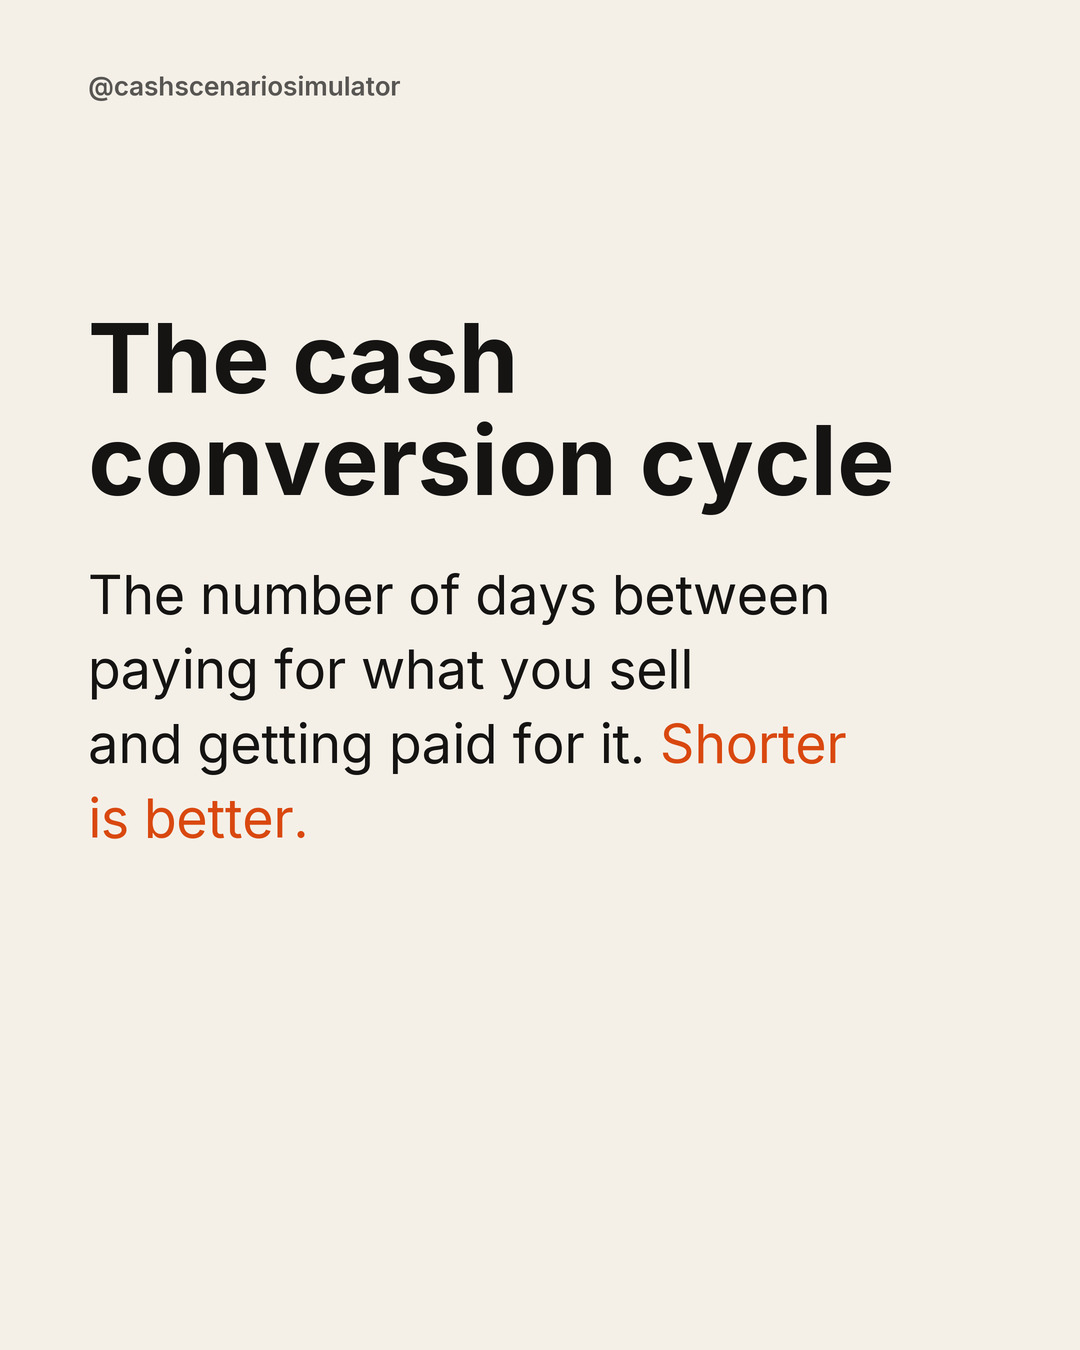 @cashscenariosimulator
The cash
conversion cycle
The number of days between
paying for what you sell
and getting paid for it. Shorter
is better.